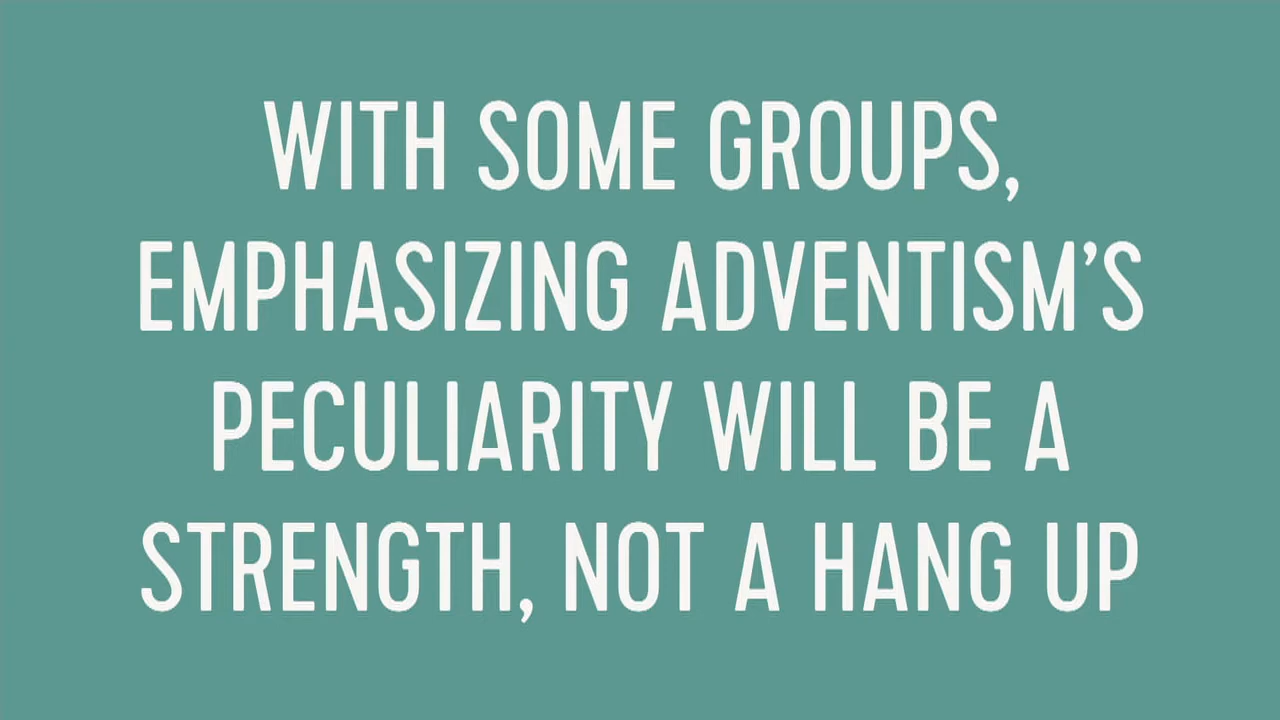 WITH SOME GROUPS,
EMPHASIZING ADVENTISM’S
PECULIARITY WILL BE A
STRENGTH, NOT A HANG UP